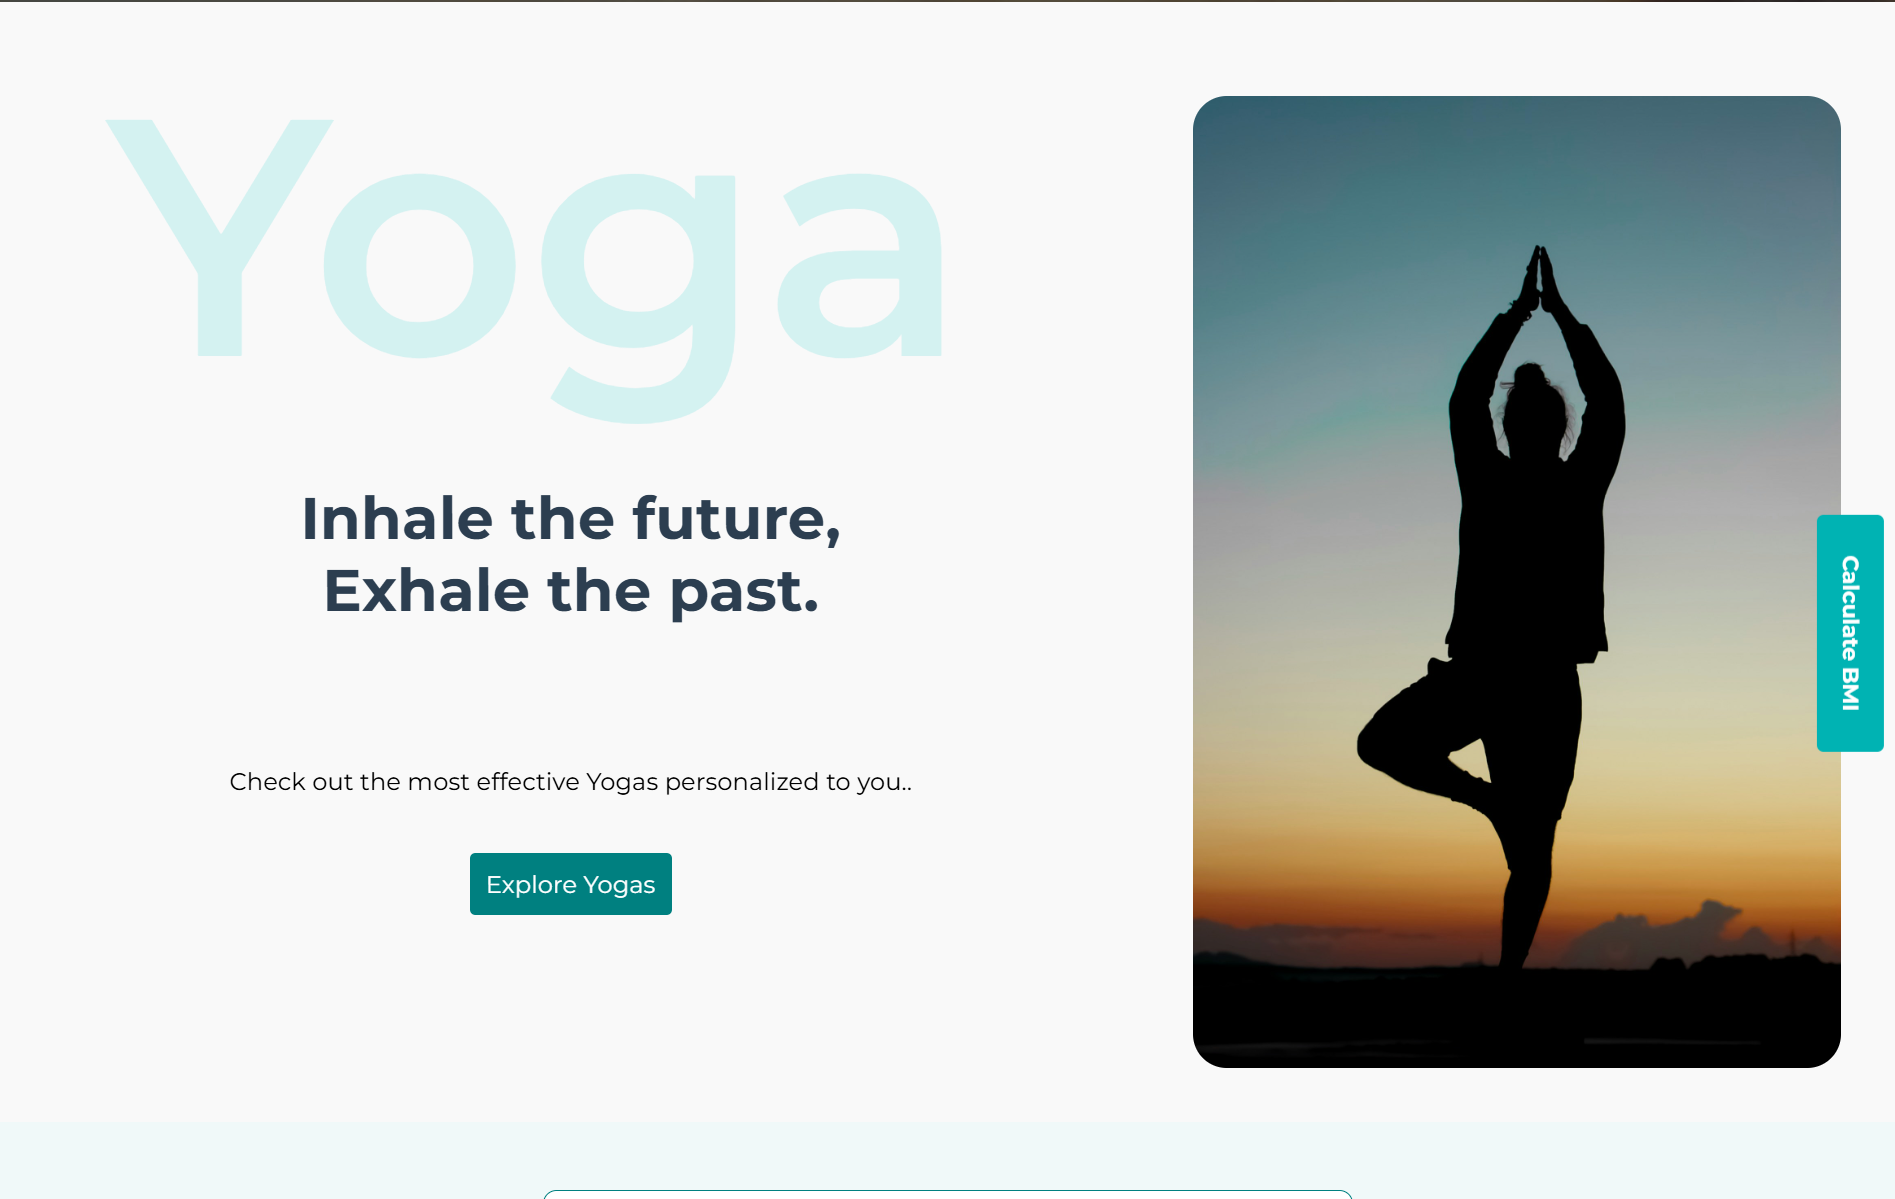 Yoga
Inhale the future,
Exhale the past.
Check out the most effective Yogas personalized to you..
Explore Yogas
Calculate BMI